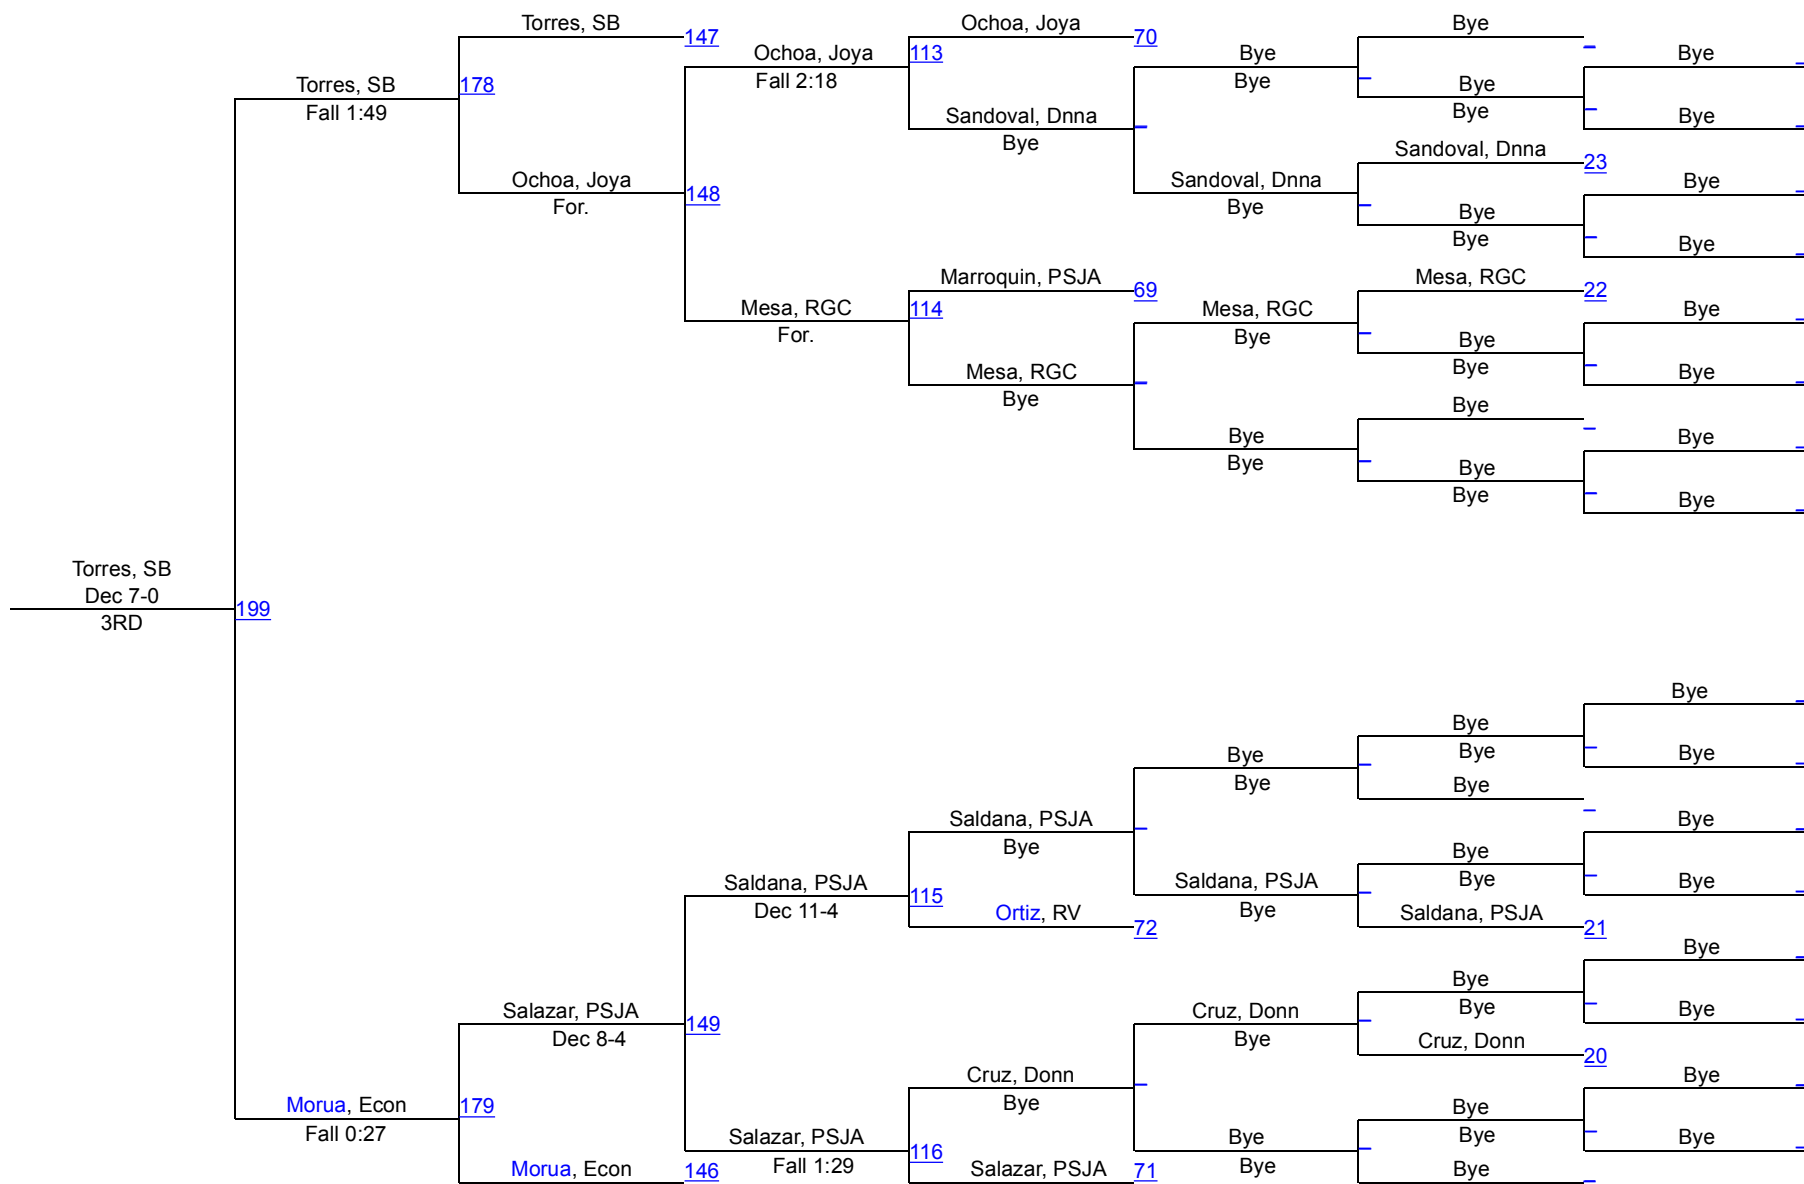 Torres, SB
147
Ochoa, Joya
70
Bye
Ochoa, Joya
113
Fall 2:18
Bye
Bye
Bye
Torres, SB
178
Fall 1:49
Bye
Bye
Sandoval, Dnna
Bye
Bye
Sandoval, Dnna
23
Ochoa, Joya
For.
148
Sandoval, Dnna
Bye
Bye
Bye
Bye
Bye
Marroquin, PSJA
69
Mesa, RGC
22
Mesa, RGC
For.
114
Mesa, RGC
Bye
Bye
Bye
Bye
Mesa, RGC
Bye
Bye
Bye
Bye
Bye
Bye
Bye
Bye
Bye
Torres, SB
Dec 7-0
3RD
199
Bye
Bye
Bye
Bye
Bye
Bye
Bye
Saldana, PSJA
Bye
Bye
Bye
Bye
Bye
Saldana, PSJA
Dec 11-4
115
Saldana, PSJA
Bye
Ortiz, RV
72
Saldana, PSJA
21
Bye
Bye
Bye
Bye
Salazar, PSJA
Dec 8-4
149
Cruz, Donn
Bye
Cruz, Donn
20
Cruz, Donn
Bye
Bye
Morua, Econ
Fall 0:27
179
Bye
Bye
Bye
Salazar, PSJA
Fall 1:29
116
Bye
Bye
Morua, Econ
146
Salazar, PSJA
71
Bye